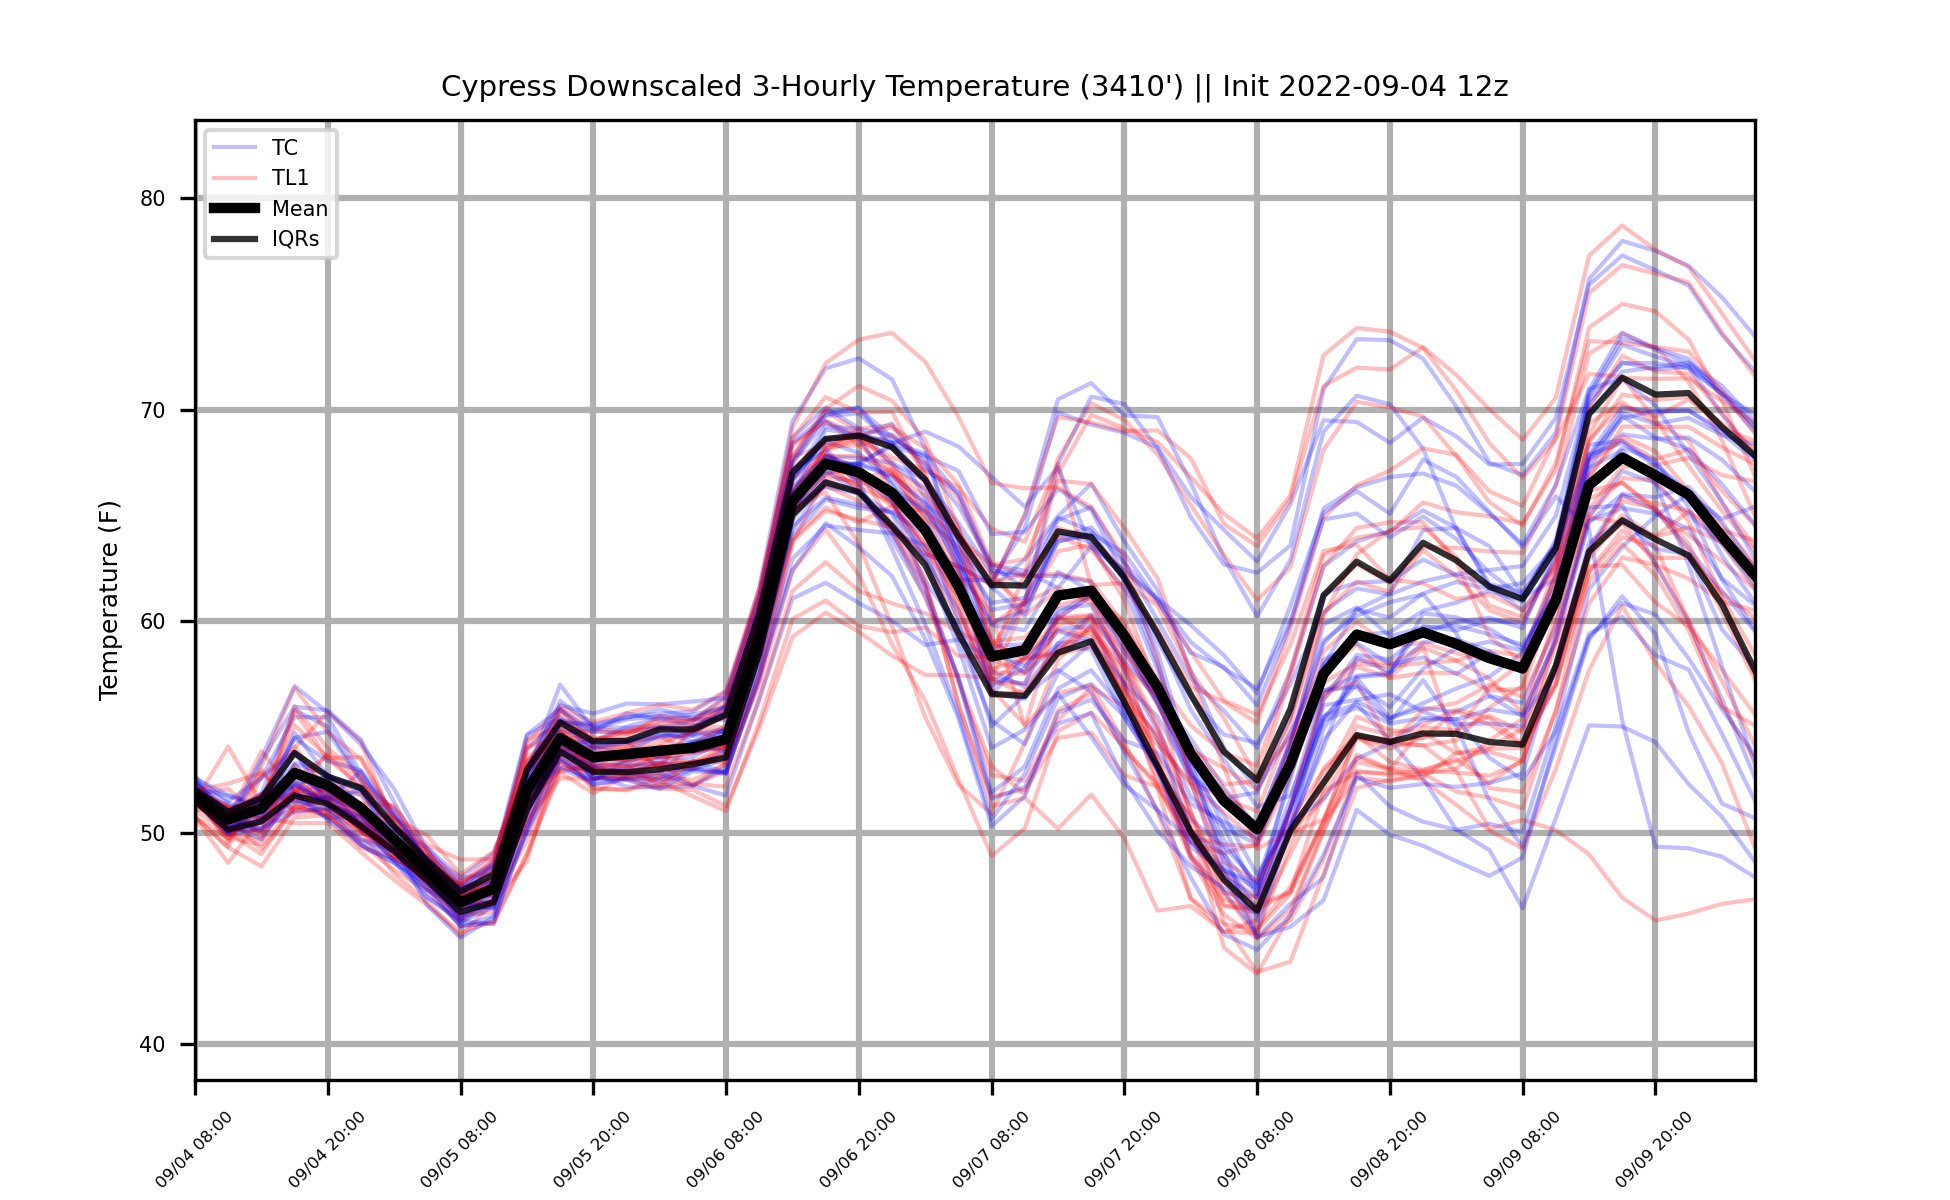 Cypress Downscaled 3-Hourly Temperature (3410') || Init 2022-09-04 12z
TC
TL1
Mean
IQRs
80
70
60
50
40
Temperature (F)
09/04 08:00
09/04 20:00
09/05 08:00
09/05 20:00
09/06 08:00
09/06 20:00
09/07 08:00
09/07 20:00
09/08 08:00
09/08 20:00
09/09 08:00
09/09 20:00